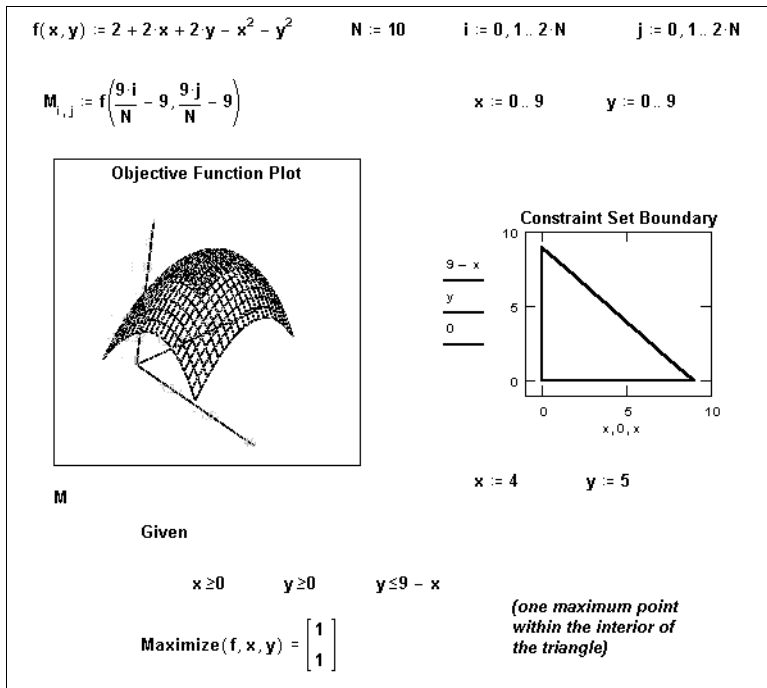 f(x,y) := 2 + 2·x + 2·y − x² − y² N := 10 i := 0, 1.. 2·N j := 0, 1.. 2·N
M i,j := f(9·i/N − 9, 9·j/N − 9) x := 0.. 9 y := 0.. 9
Objective Function Plot
M
Constraint Set Boundary
10
9 − x
y
5
0
0
0 5 10
x,0,x
x := 4 y := 5
Given
x ≥0 y ≥0 y ≤9 − x
Maximize(f,x,y) = [1
1]
(one maximum point
within the interior of
the triangle)